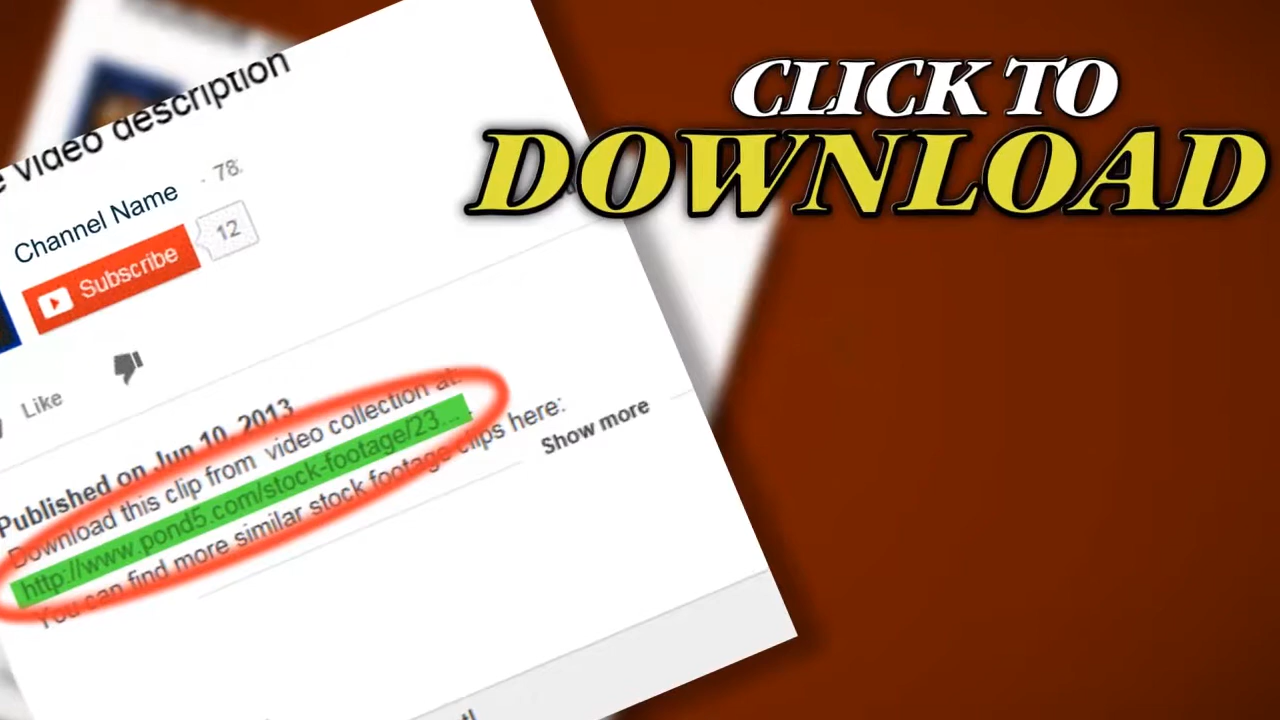 CLICK TO
DOWNLOAD
video description
Channel Name
78
Subscribe
12
Like
Published on Jun 10, 2013
Download this clip from video collection at:
http://www.pond5.com/stock-footage/23...
You can find more similar stock footage clips here:
Show more